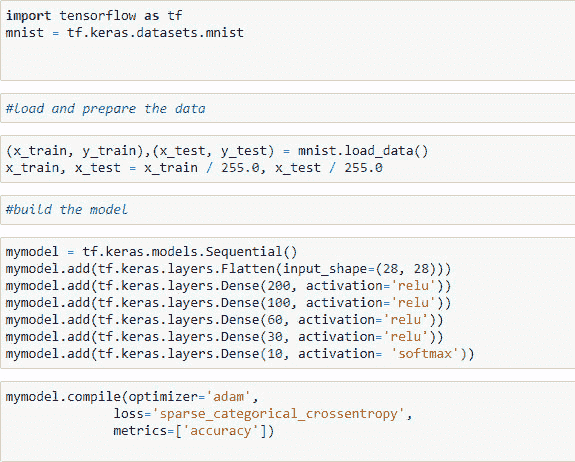 import tensorflow as tf
mnist = tf.keras.datasets.mnist
#load and prepare the data
(x_train, y_train),(x_test, y_test) = mnist.load_data()
x_train, x_test = x_train / 255.0, x_test / 255.0
#build the model
mymodel = tf.keras.models.Sequential()
mymodel.add(tf.keras.layers.Flatten(input_shape=(28, 28)))
mymodel.add(tf.keras.layers.Dense(200, activation='relu'))
mymodel.add(tf.keras.layers.Dense(100, activation='relu'))
mymodel.add(tf.keras.layers.Dense(60, activation='relu'))
mymodel.add(tf.keras.layers.Dense(30, activation='relu'))
mymodel.add(tf.keras.layers.Dense(10, activation= 'softmax'))
mymodel.compile(optimizer='adam',
              loss='sparse_categorical_crossentropy',
              metrics=['accuracy'])